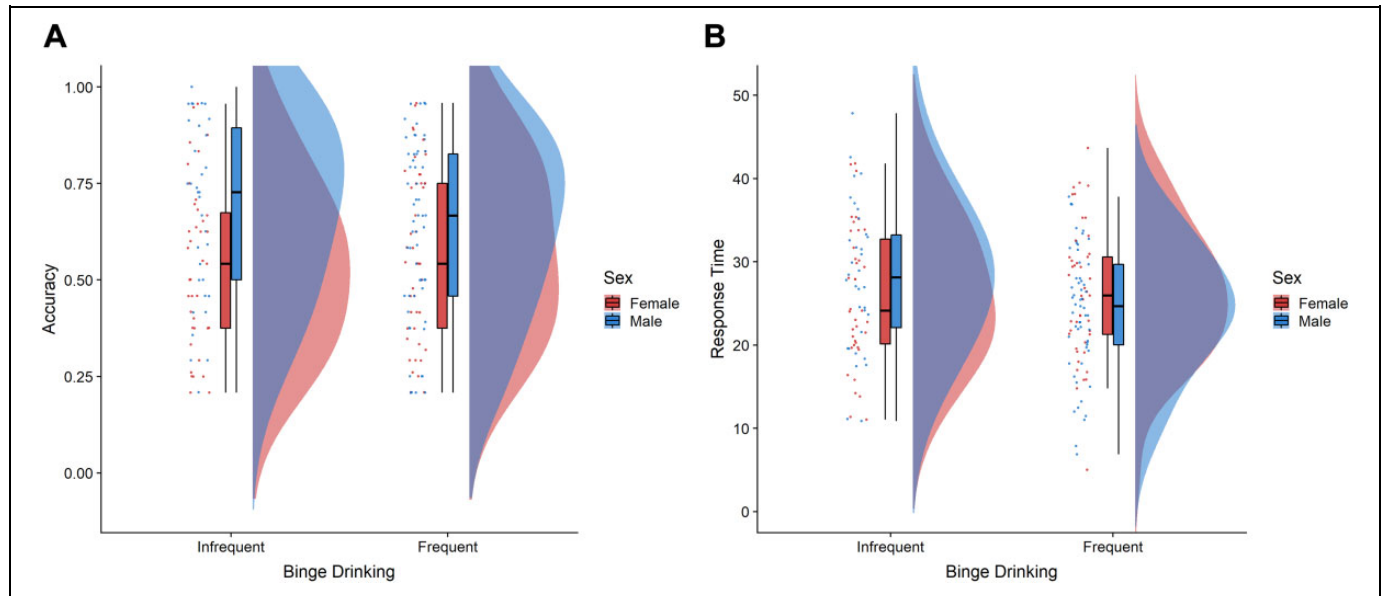 A
Accuracy
1.00
0.75
0.50
0.25
0.00
Infrequent
Frequent
Binge Drinking
Sex
Female
Male
B
Response Time
50
40
30
20
10
0
Infrequent
Frequent
Binge Drinking
Sex
Female
Male